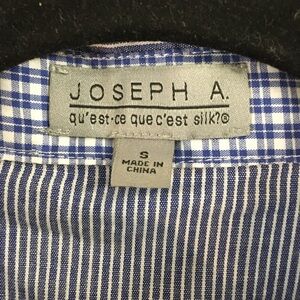 JOSEPH A.
qu'est-ce que c'est silk?®
S
MADE IN
CHINA